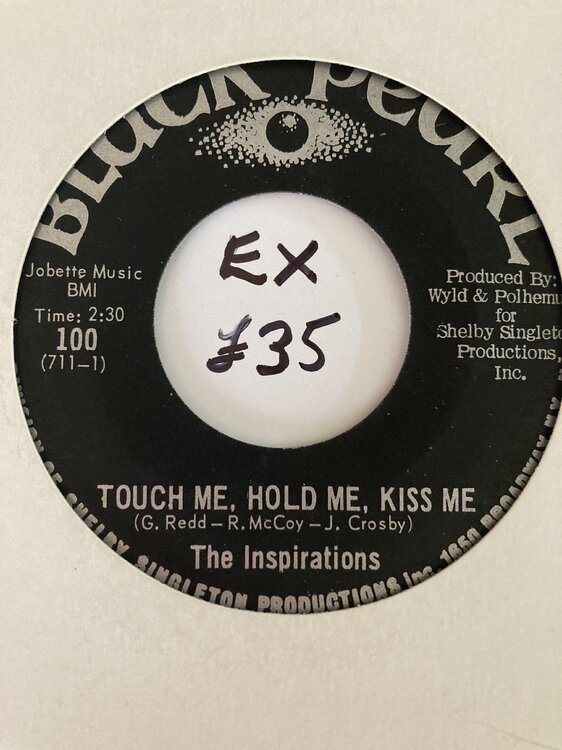 BLACK PEARL
Jobette Music
BMI
Time: 2:30
100
(711-1)
EX
£35
Produced By:
Wyld & Polhemu
for
Shelby Singleto
Productions,
Inc.
TOUCH ME, HOLD ME, KISS ME
(G. Redd – R. McCoy – J. Crosby)
The Inspirations
OF SHELBY SINGLETON PRODUCTIONS Inc. 1650 BROADWAY N.Y.